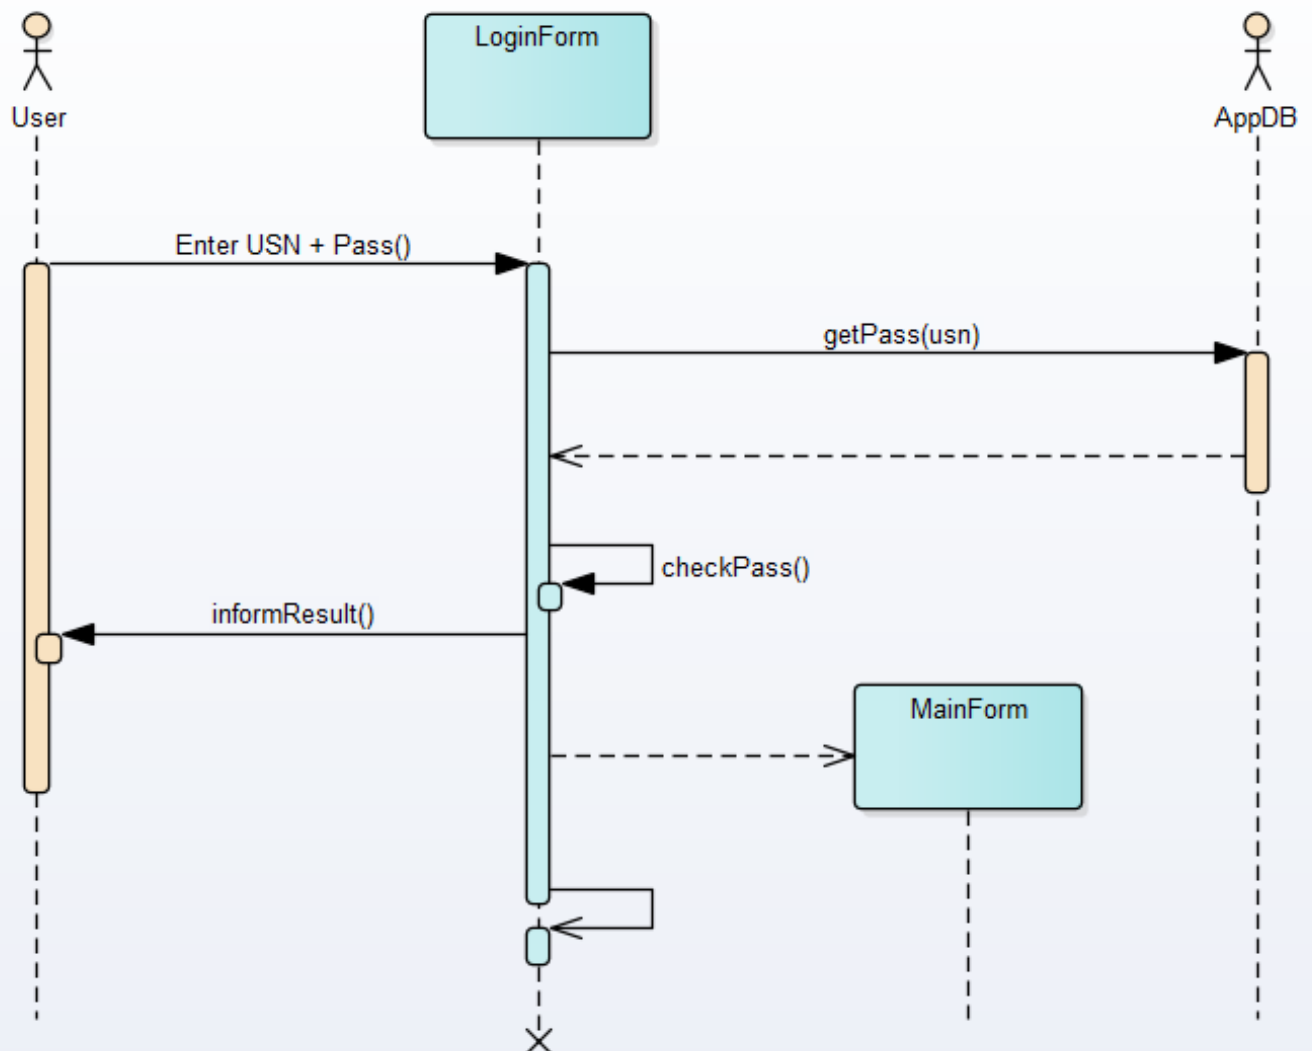 LoginForm
User
AppDB
Enter USN + Pass()
getPass(usn)
checkPass()
informResult()
MainForm